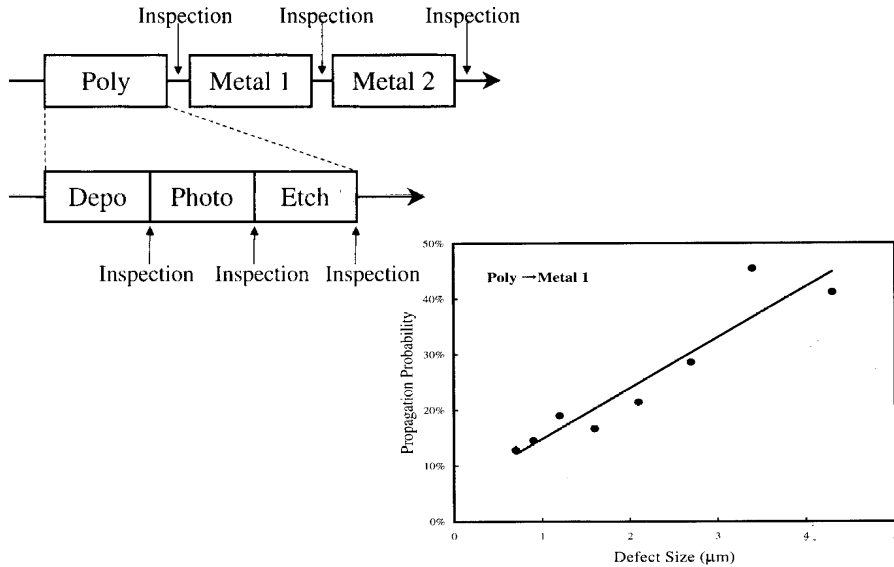 Inspection Inspection Inspection
Poly Metal 1 Metal 2
Depo Photo Etch
Inspection Inspection Inspection
Poly →Metal 1
Propagation Probability
50%
40%
30%
20%
10%
0%
0 1 2 3 4
Defect Size (μm)